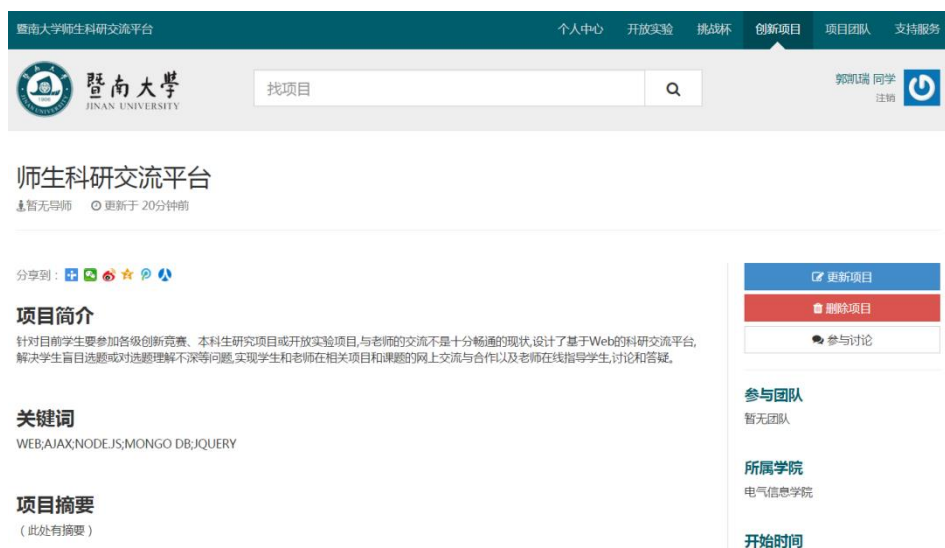 暨南大学师生科研交流平台
个人中心 开放实验 挑战杯 创新项目 项目团队 支持服务
暨南大學
JINAN UNIVERSITY
找项目
郭凯瑞 同学
注销
师生科研交流平台
暂无导师 更新于 20分钟前
分享到：
更新项目
删除项目
参与讨论
项目简介
针对目前学生要参加各级创新竞赛、本科生研究项目或开放实验项目,与老师的交流不是十分畅通的现状,设计了基于Web的科研交流平台,
解决学生盲目选题或对选题理解不深等问题,实现学生和老师在相关项目和课题的网上交流与合作以及老师在线指导学生,讨论和答疑。
关键词
WEB;AJAX;NODE.JS;MONGO DB;JQUERY
项目摘要
（此处有摘要）
参与团队
暂无团队
所属学院
电气信息学院
开始时间